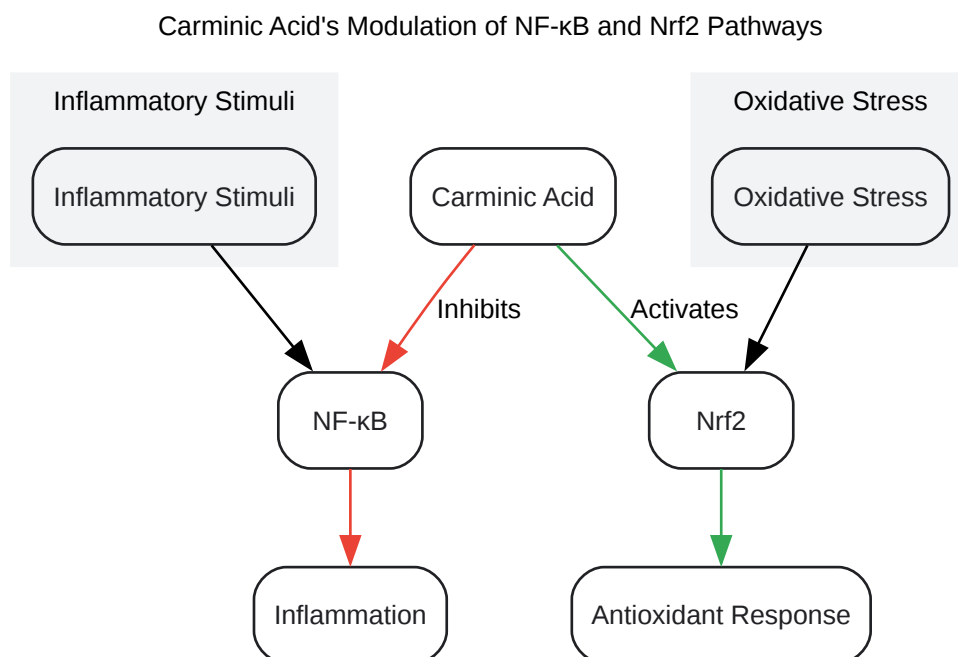 Carminic Acid's Modulation of NF-κB and Nrf2 Pathways
Inflammatory Stimuli
Oxidative Stress
Inflammatory Stimuli
Carminic Acid
Oxidative Stress
Inhibits
Activates
NF-κB
Nrf2
Inflammation
Antioxidant Response